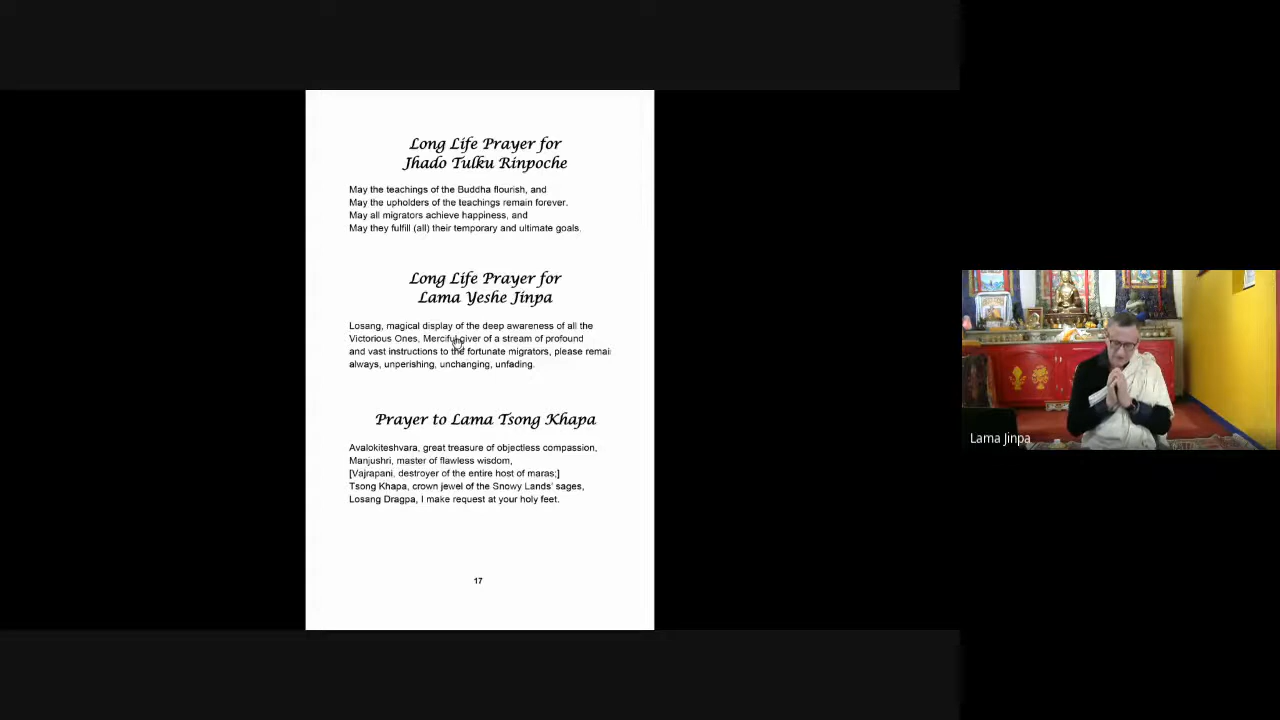 Long Life Prayer for
Jhado Tulku Rinpoche
May the teachings of the Buddha flourish, and
May the upholders of the teachings remain forever.
May all migrators achieve happiness, and
May they fulfill (all) their temporary and ultimate goals.
Long Life Prayer for
Lama Yeshe Jinpa
Losang, magical display of the deep awareness of all the
Victorious Ones, Merciful giver of a stream of profound
and vast instructions to the fortunate migrators, please remai
always, unperishing, unchanging, unfading.
Prayer to Lama Tsong Khapa
Avalokiteshvara, great treasure of objectless compassion,
Manjushri, master of flawless wisdom,
[Vajrapani, destroyer of the entire host of maras;]
Tsong Khapa, crown jewel of the Snowy Lands' sages,
Losang Dragpa, I make request at your holy feet.
17
Lama Jinpa